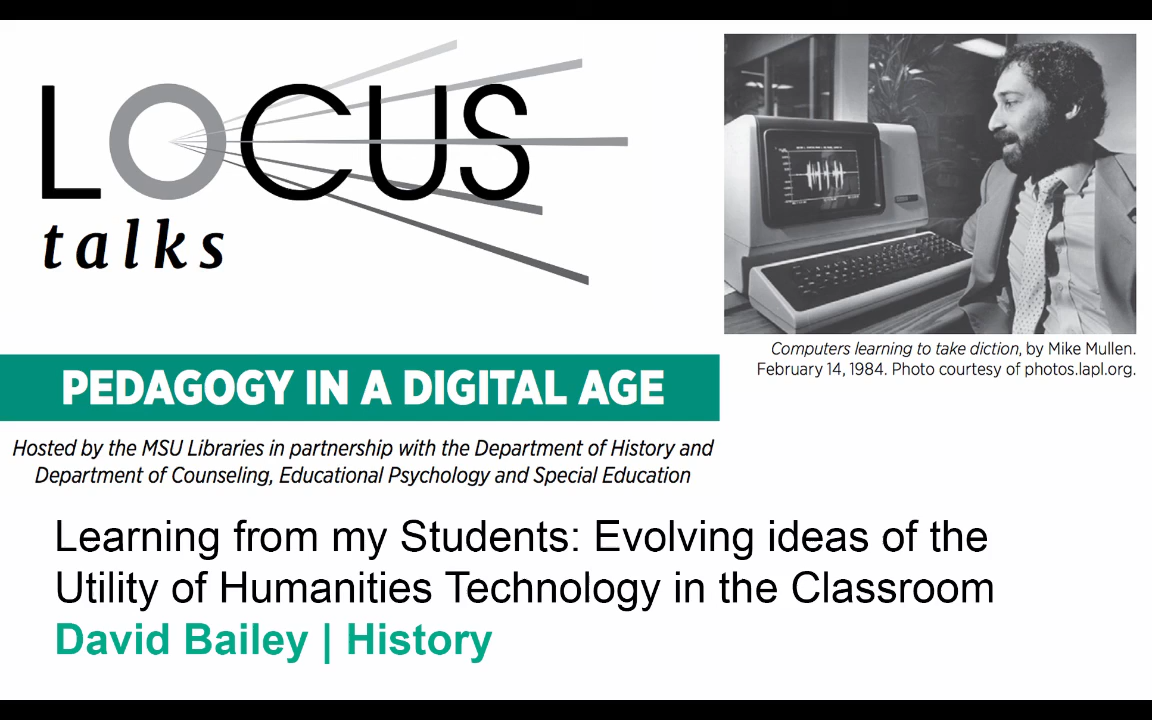 LOCUS
talks
Computers learning to take diction, by Mike Mullen.
February 14, 1984. Photo courtesy of photos.lapl.org.
PEDAGOGY IN A DIGITAL AGE
Hosted by the MSU Libraries in partnership with the Department of History and
Department of Counseling, Educational Psychology and Special Education
Learning from my Students: Evolving ideas of the
Utility of Humanities Technology in the Classroom
David Bailey | History